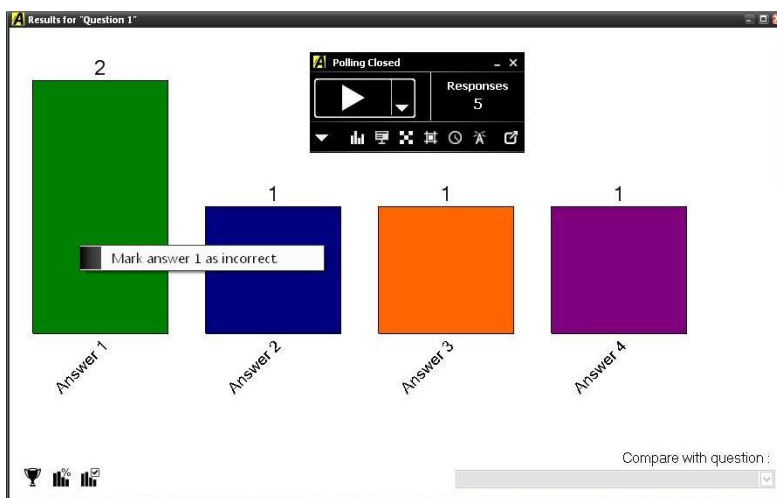 Results for "Question 1"
2
Polling Closed
Responses
5
1
1
1
Mark answer 1 as incorrect
Answer 1
Answer 2
Answer 3
Answer 4
%
Compare with question :